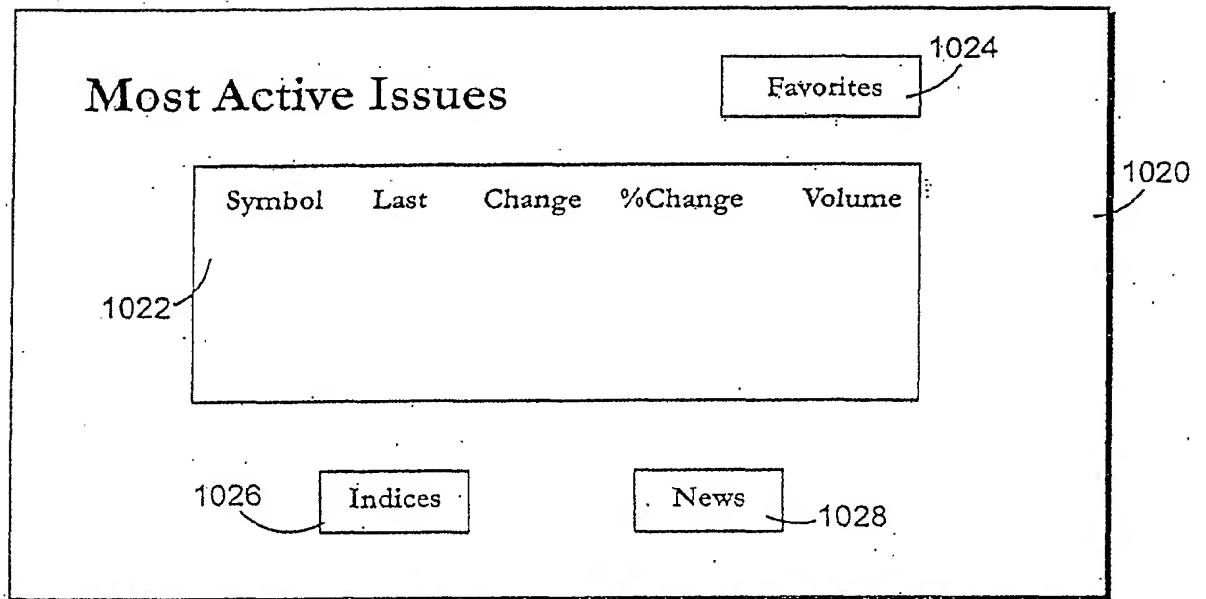 1024
Most Active Issues
Favorites
1020
Symbol Last Change %Change Volume
1022
1026
Indices
News
1028